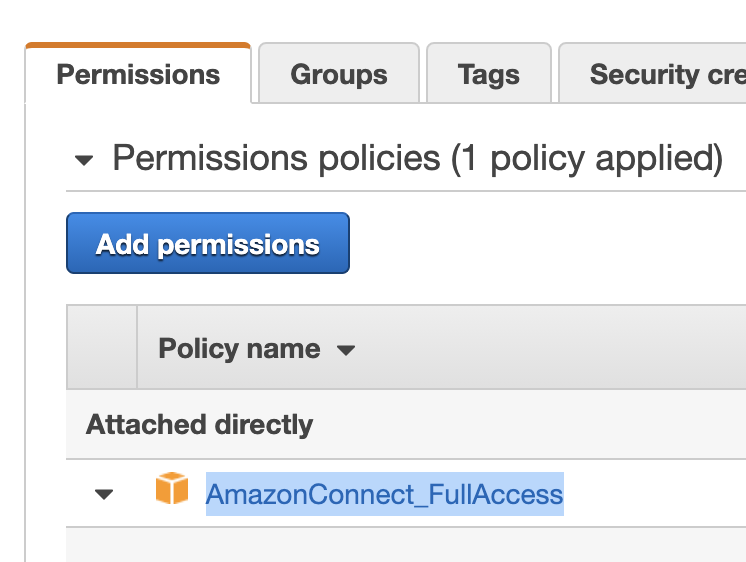 Permissions Groups Tags Security cre
Permissions policies (1 policy applied)
Add permissions
Policy name
Attached directly
AmazonConnect_FullAccess